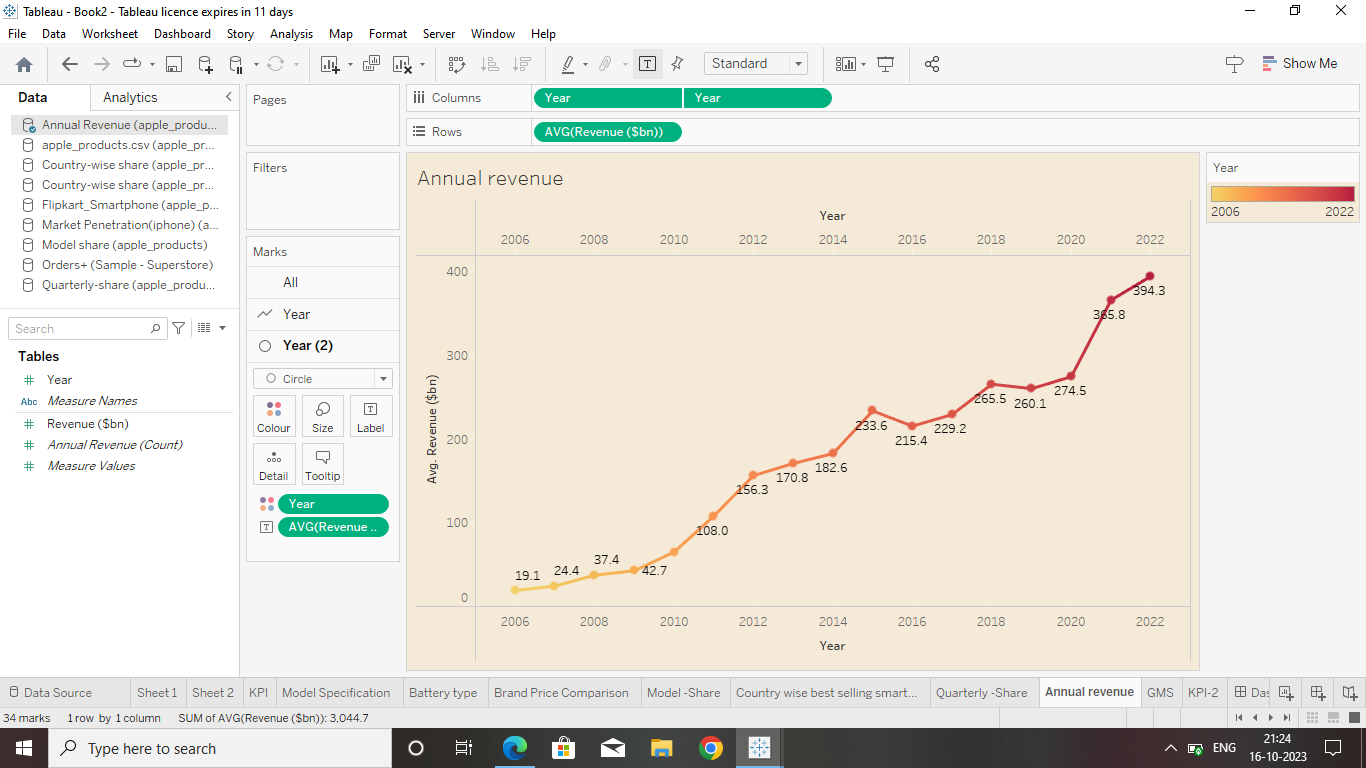 Tableau - Book2 - Tableau licence expires in 11 days
File Data Worksheet Dashboard Story Analysis Map Format Server Window Help
Standard
Show Me
Data Analytics
Annual Revenue (apple_produ...
apple_products.csv (apple_pr...
Country-wise share (apple_pr...
Country-wise share (apple_pr...
Flipkart_Smartphone (apple_p...
Market Penetration(iphone) (a...
Model share (apple_products)
Orders+ (Sample - Superstore)
Quarterly-share (apple_produ...
Search
Tables
Year
Abc Measure Names
Revenue ($bn)
Annual Revenue (Count)
Measure Values
Pages
Filters
Marks
All
Year
Year (2)
Circle
Colour Size Label
Detail Tooltip
Year
AVG(Revenue ..
Columns Year Year
Rows AVG(Revenue ($bn))
Annual revenue
Year
2006 2008 2010 2012 2014 2016 2018 2020 2022
Avg. Revenue ($bn)
400
300
200
100
0
19.1
24.4
37.4
42.7
108.0
156.3
170.8
182.6
233.6
215.4
229.2
265.5
260.1
274.5
365.8
394.3
2006 2008 2010 2012 2014 2016 2018 2020 2022
Year
Year
2006 2022
Data Source Sheet 1 Sheet 2 KPI Model Specification Battery type Brand Price Comparison Model -Share Country wise best selling smart... Quarterly -Share Annual revenue GMS KPI-2 Das
34 marks 1 row by 1 column SUM of AVG(Revenue ($bn)): 3,044.7
Type here to search
ENG
21:24
16-10-2023